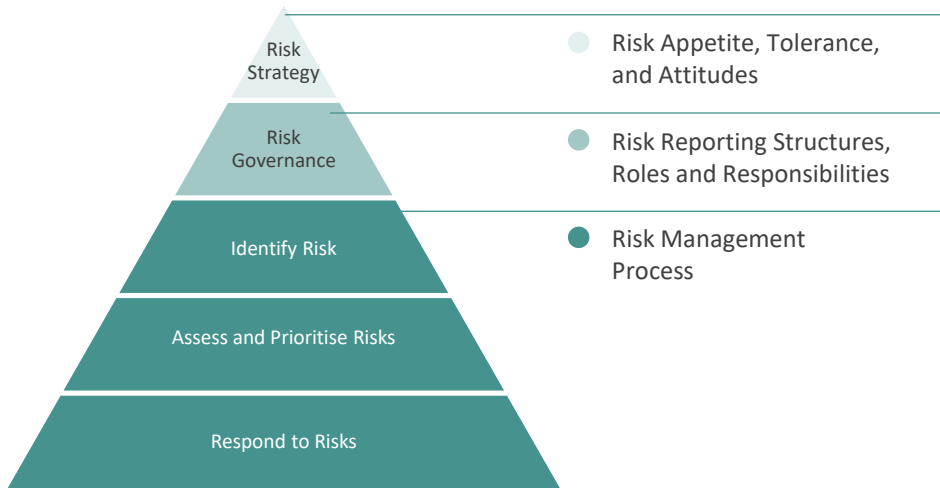 Risk
Strategy
Risk Appetite, Tolerance,
and Attitudes
Risk
Governance
Risk Reporting Structures,
Roles and Responsibilities
Identify Risk
Risk Management
Process
Assess and Prioritise Risks
Respond to Risks